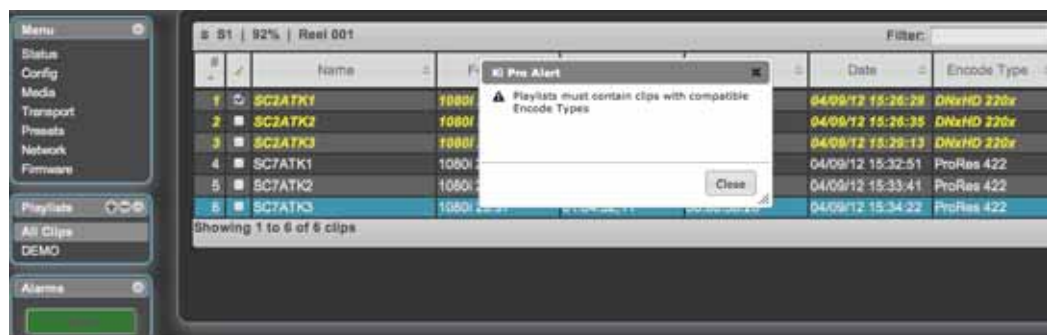 Menu
Status
Config
Media
Transport
Presets
Network
Firmware
Playlists
All Clips
DEMO
Alarms
S1 | 92% | Reel 001
Filter:
# Name Date Encode Type
1 SC2ATK1 1080i 04/09/12 15:26:28 DNxHD 220x
2 SC2ATK2 1080i 04/09/12 15:26:35 DNxHD 220x
3 SC2ATK3 1080i 04/09/12 15:29:13 DNxHD 220x
4 SC7ATK1 1080i 04/09/12 15:32:51 ProRes 422
5 SC7ATK2 1080i 04/09/12 15:33:41 ProRes 422
6 SC7ATK3 1080i 04/09/12 15:34:22 ProRes 422
Showing 1 to 6 of 6 clips
Ki Pro Alert
Playlists must contain clips with compatible
Encode Types
Close